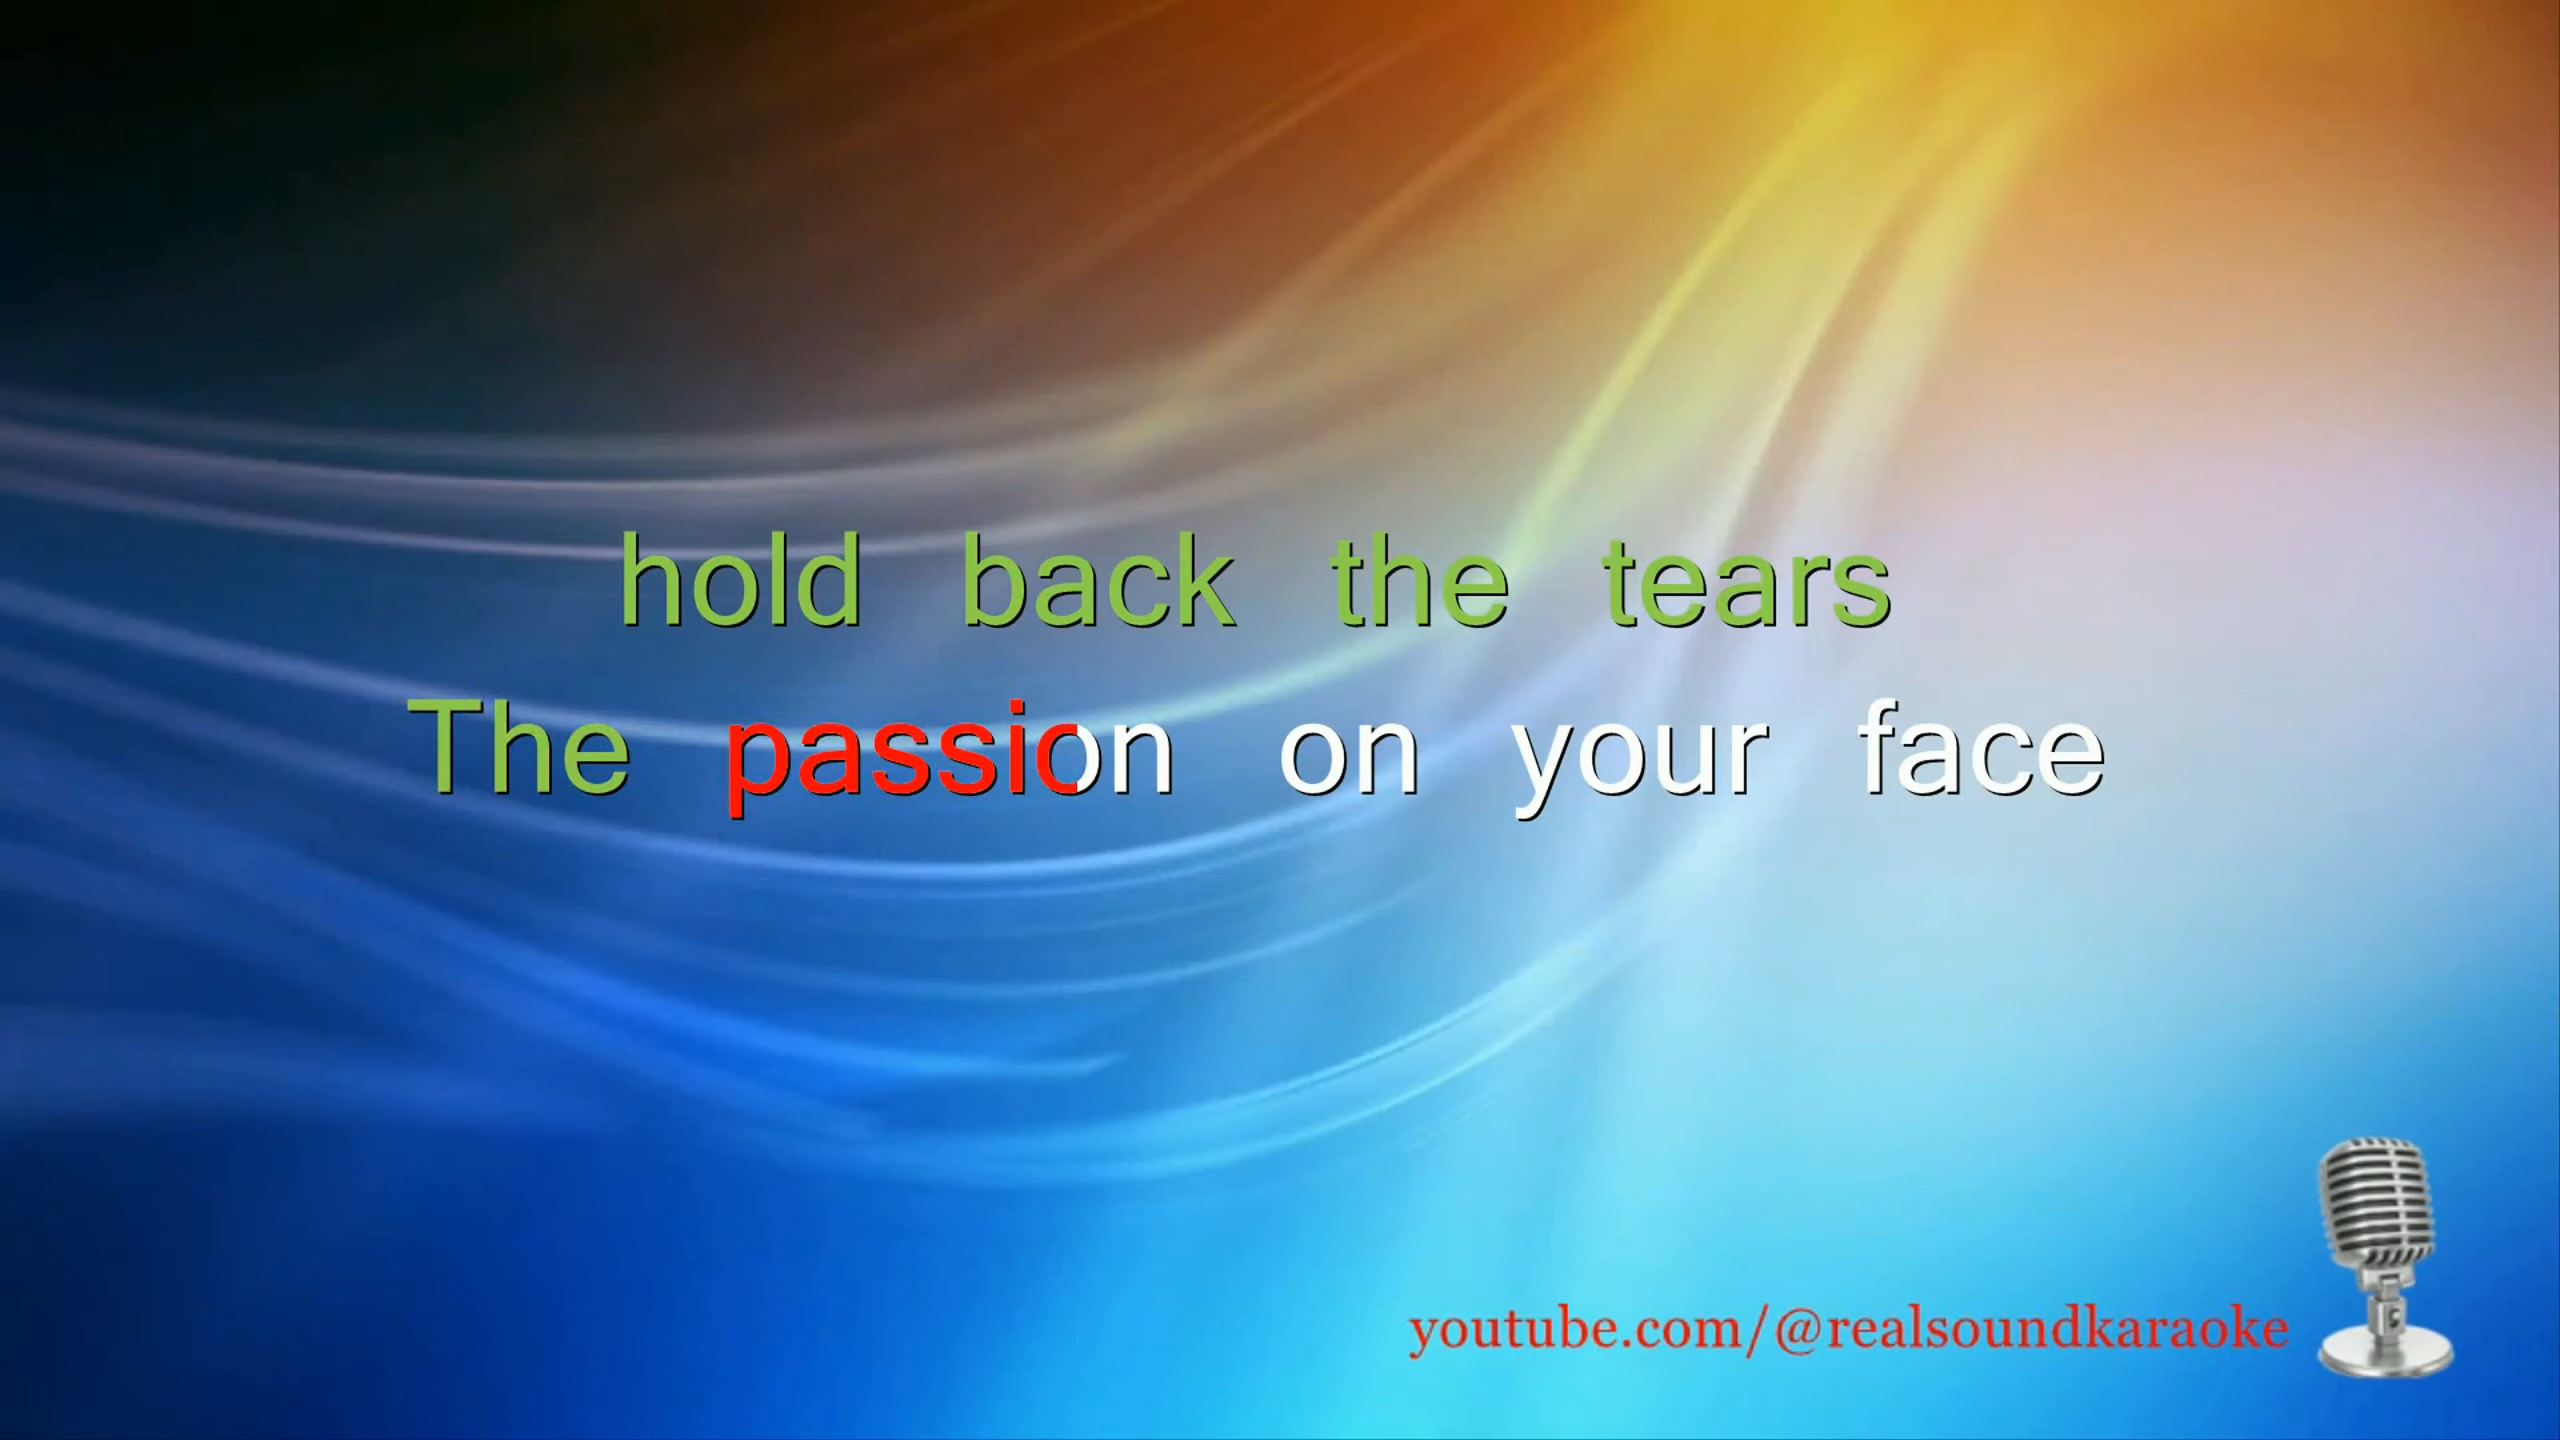 hold back the tears
The passion on your face
youtube.com/@realsoundkaraoke